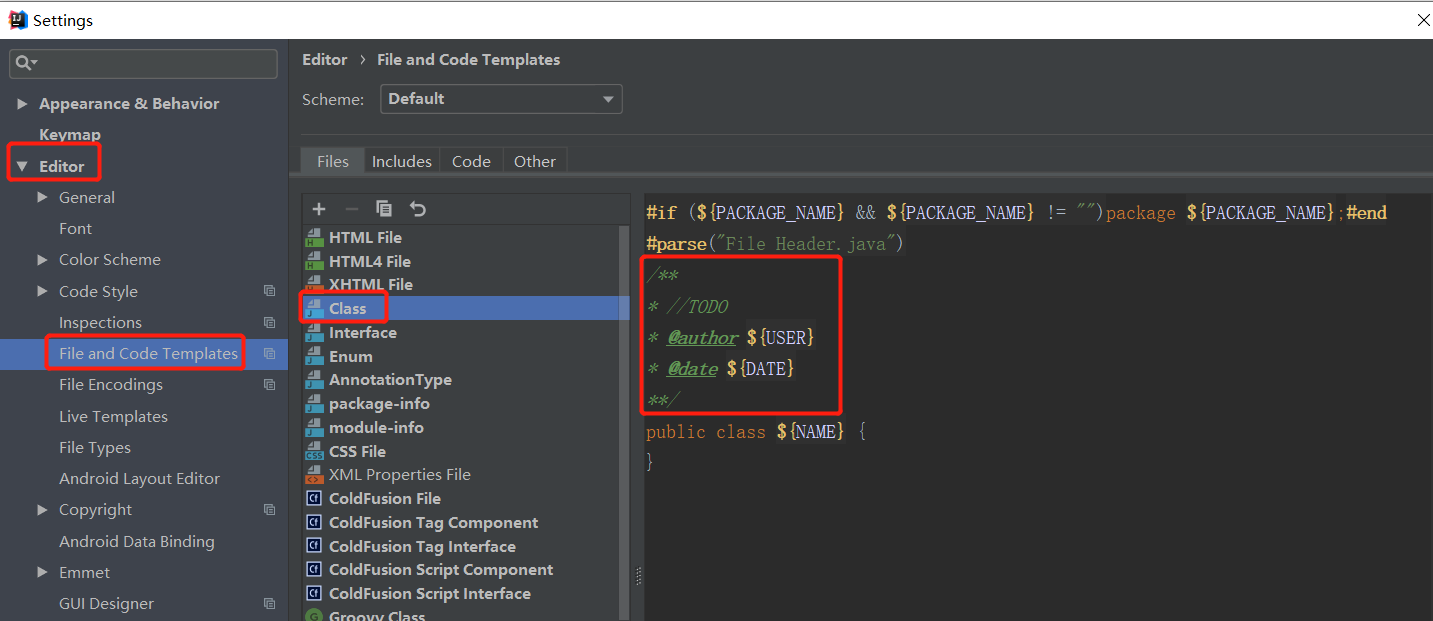 Settings
Appearance & Behavior
Keymap
Editor
General
Font
Color Scheme
Code Style
Inspections
File and Code Templates
File Encodings
Live Templates
File Types
Android Layout Editor
Copyright
Android Data Binding
Emmet
GUI Designer
Editor › File and Code Templates
Scheme: Default
Files Includes Code Other
HTML File
HTML4 File
XHTML File
Class
Interface
Enum
AnnotationType
package-info
module-info
CSS File
XML Properties File
ColdFusion File
ColdFusion Tag Component
ColdFusion Tag Interface
ColdFusion Script Component
ColdFusion Script Interface
Groovy Class
#if (${PACKAGE_NAME} && ${PACKAGE_NAME} != "")package ${PACKAGE_NAME};#end
#parse("File Header.java")
/**
* //TODO
* @author ${USER}
* @date ${DATE}
**/
public class ${NAME} {
}